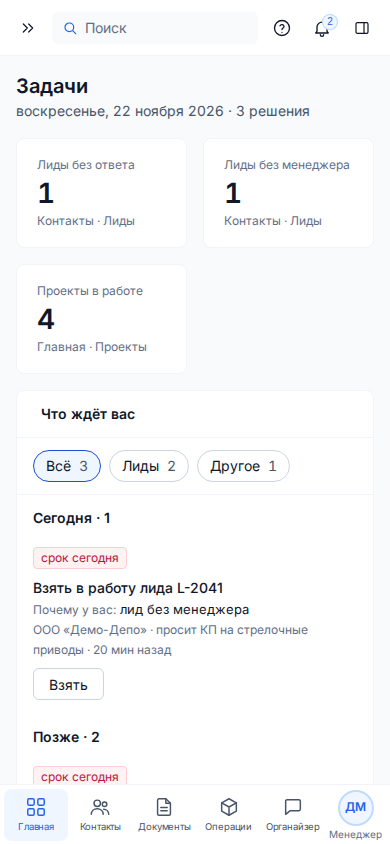 Поиск
2
Задачи
воскресенье, 22 ноября 2026 · 3 решения
Лиды без ответа
1
Контакты · Лиды
Лиды без менеджера
1
Контакты · Лиды
Проекты в работе
4
Главная · Проекты
Что ждёт вас
Всё 3 Лиды 2 Другое 1
Сегодня · 1
срок сегодня
Взять в работу лида L-2041
Почему у вас: лид без менеджера
ООО «Демо-Депо» · просит КП на стрелочные
приводы · 20 мин назад
Взять
Позже · 2
срок сегодня
Главная Контакты Документы Операции Органайзер
ДМ
Менеджер